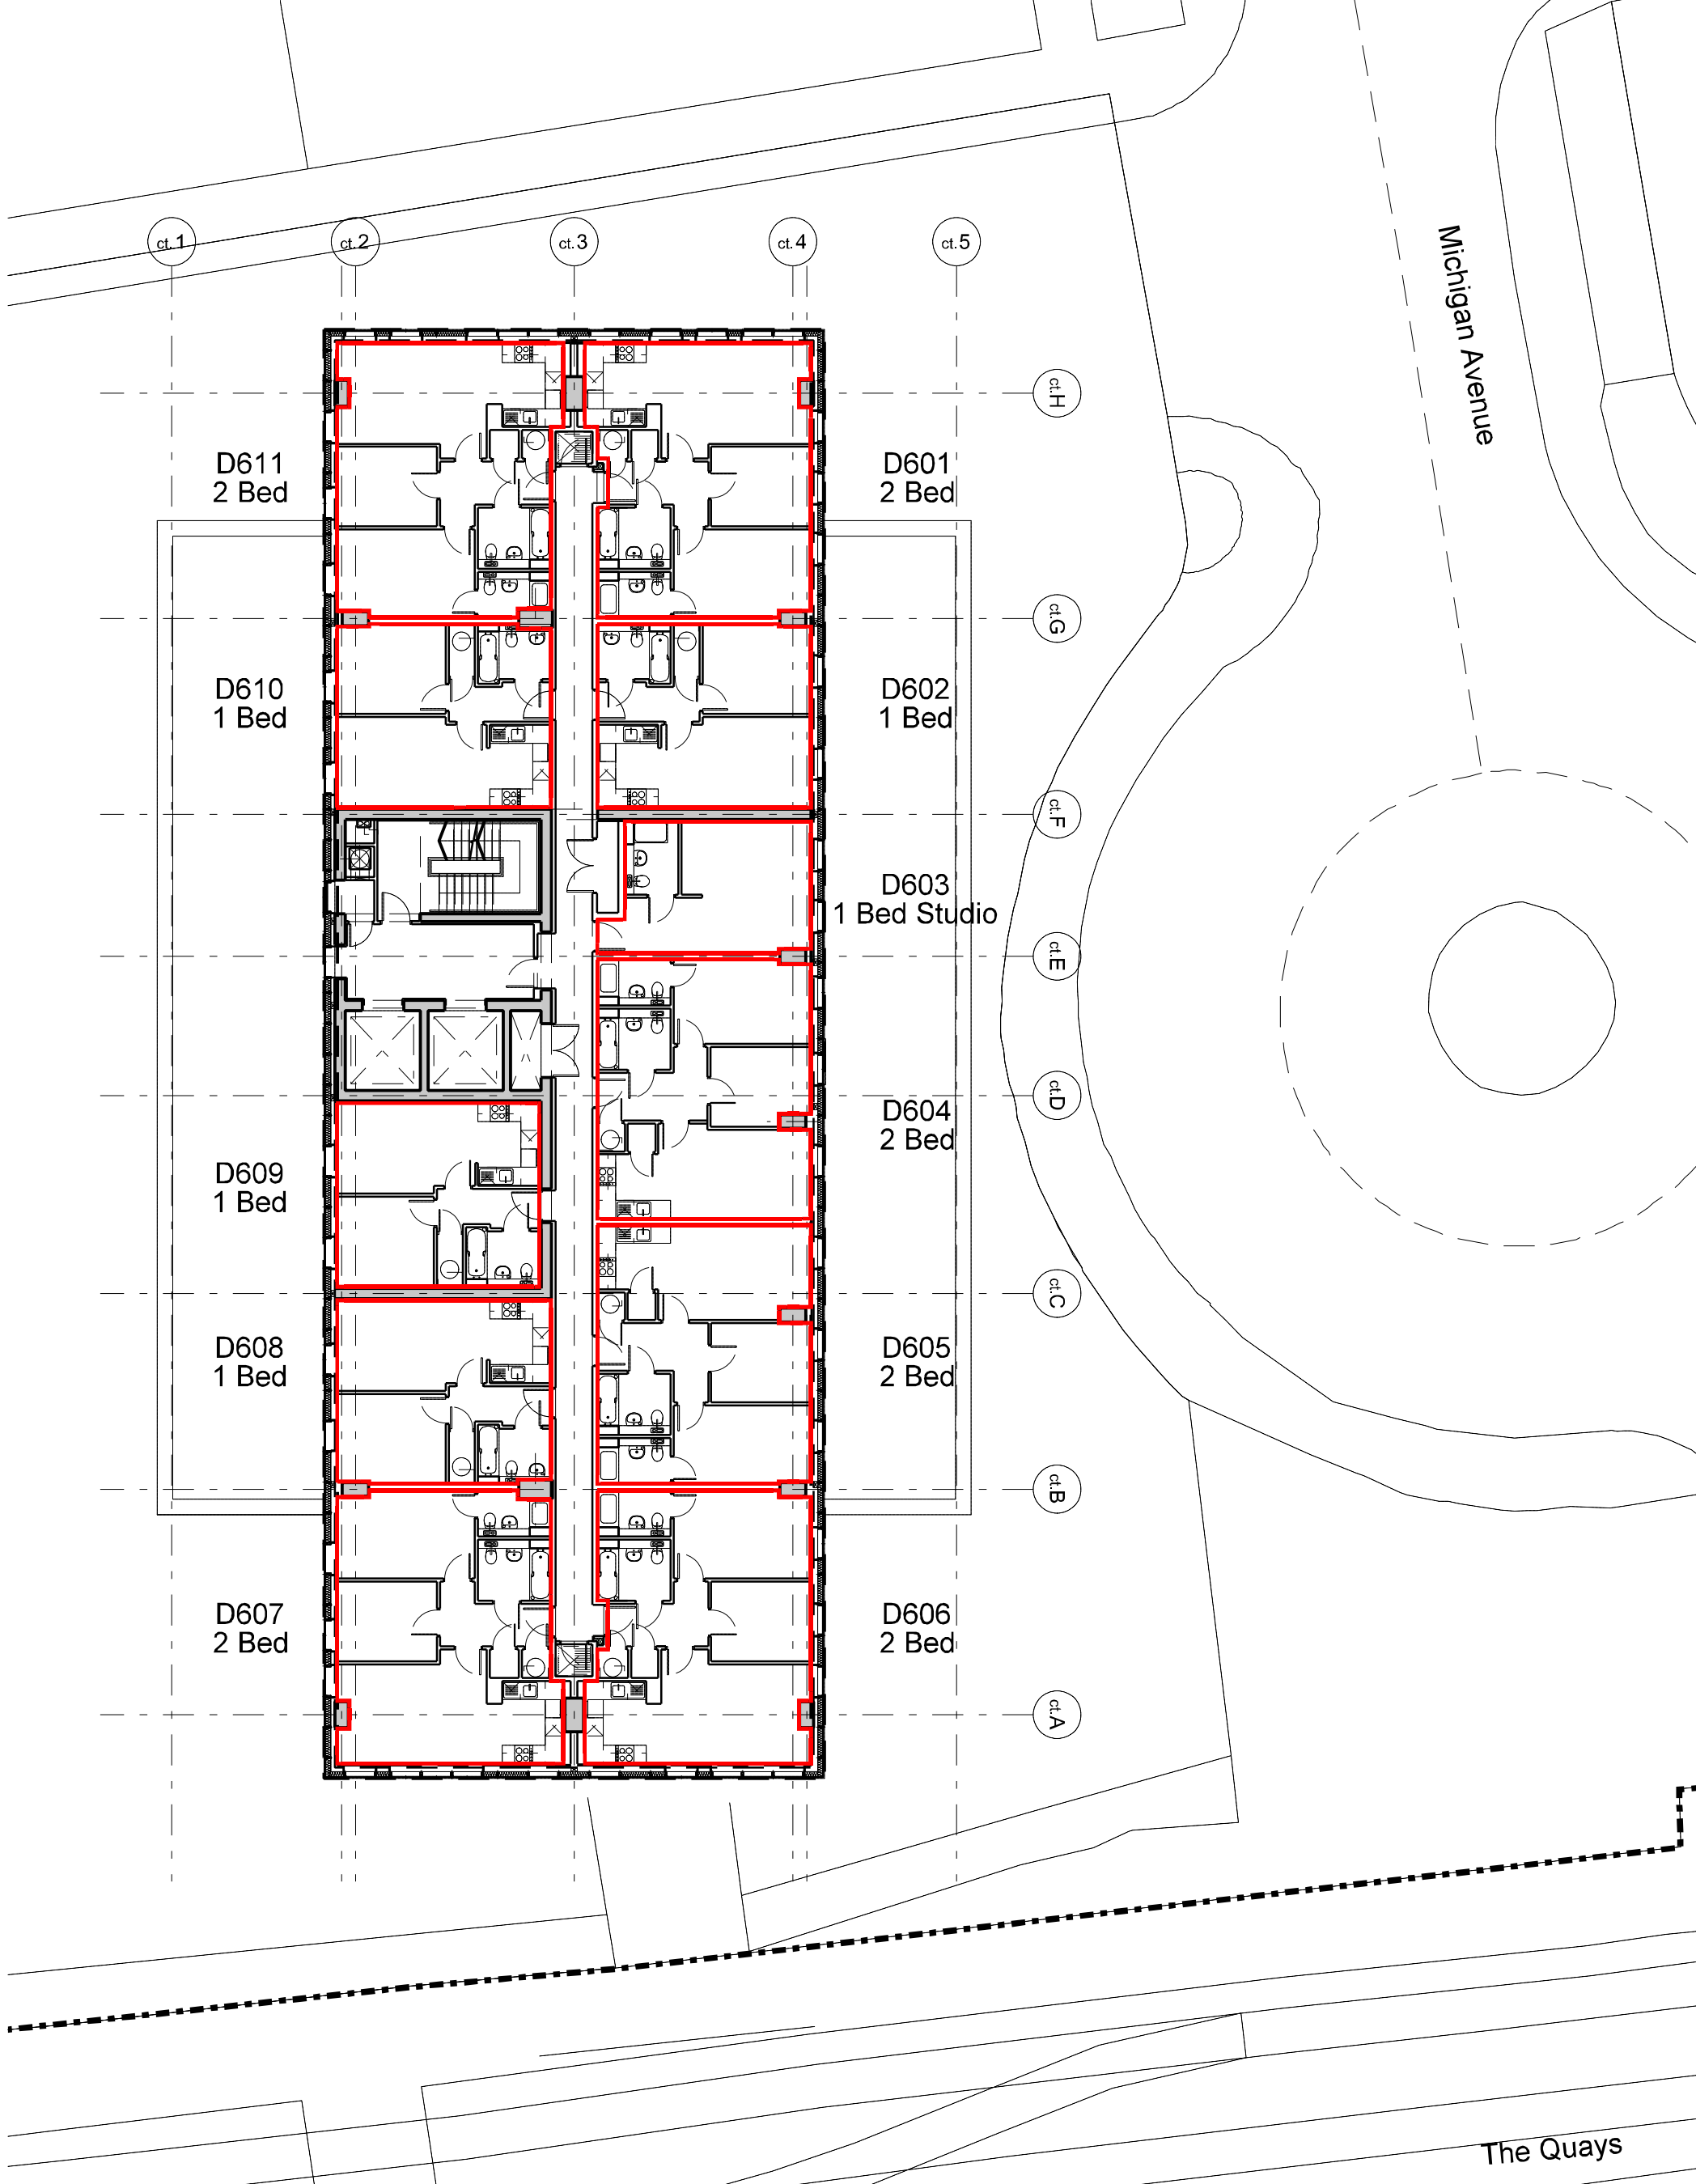 ct.1
ct.2
ct.3
ct.4
ct.5
Michigan Avenue
ct.H
D611
2 Bed
D601
2 Bed
ct.G
D610
1 Bed
D602
1 Bed
ct.F
D603
1 Bed Studio
ct.E
ct.D
D604
2 Bed
D609
1 Bed
ct.C
D608
1 Bed
D605
2 Bed
ct.B
D607
2 Bed
D606
2 Bed
ct.A
The Quays